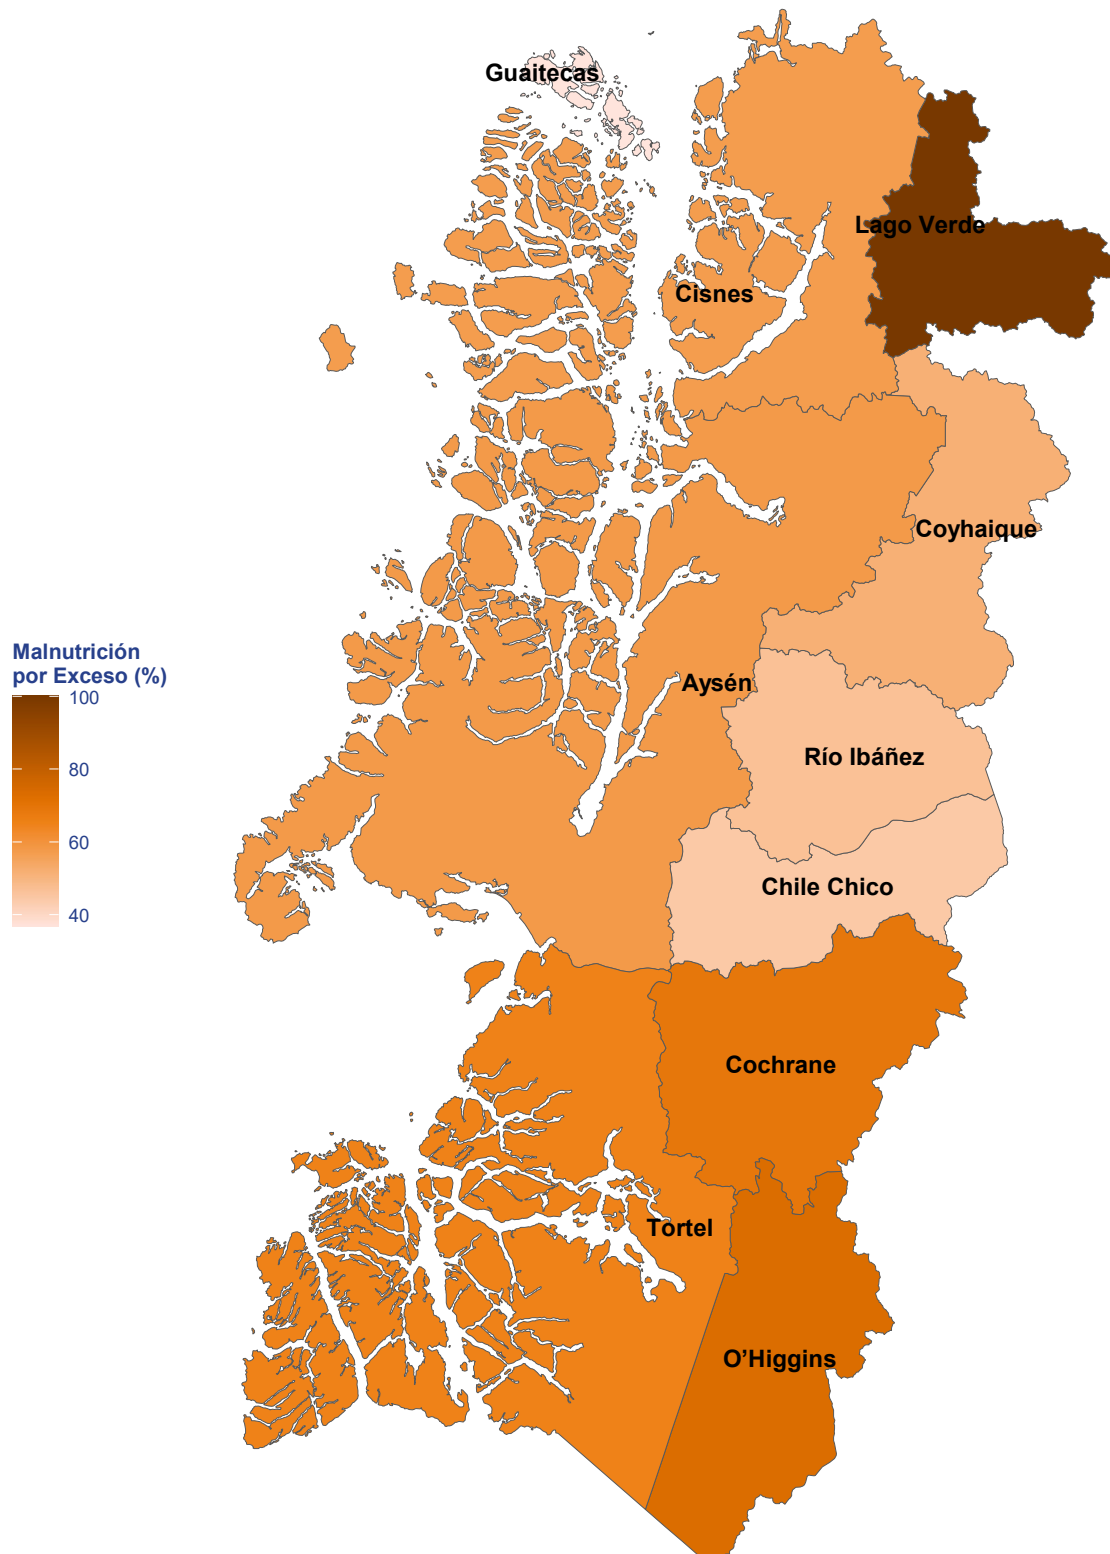 Guaitecas
Lago Verde
Cisnes
Coyhaique
Malnutrición
por Exceso (%)
100
80
60
40
Aysén
Río Ibáñez
Chile Chico
Cochrane
Tortel
O’Higgins